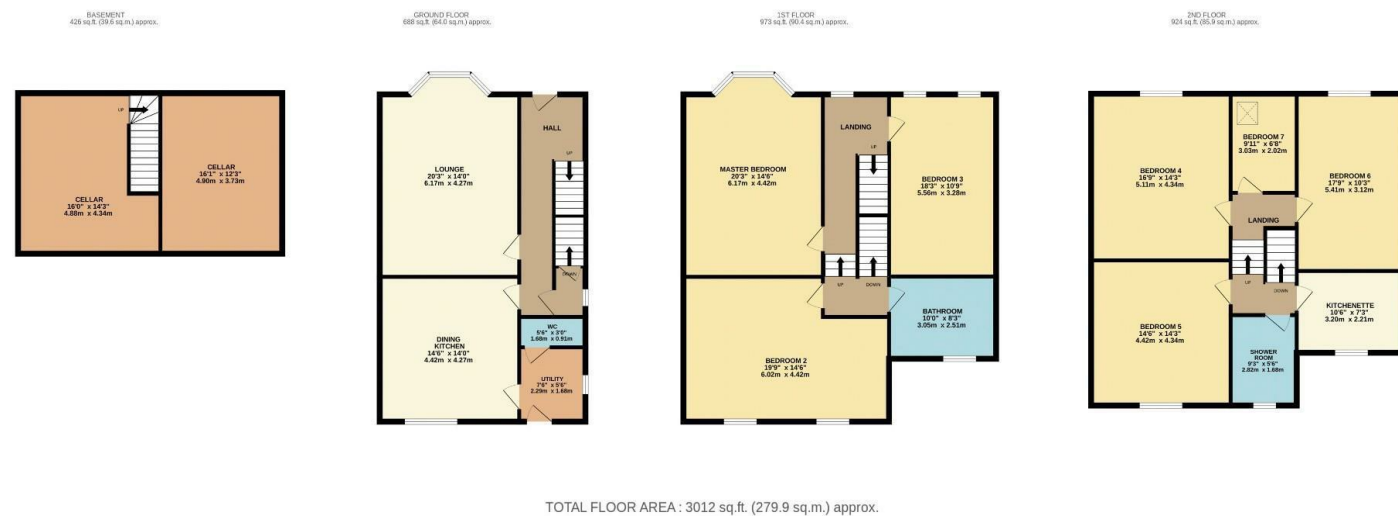 BASEMENT
426 sq.ft. (39.6 sq.m.) approx.
UP
CELLAR
16'0" x 14'3"
4.88m x 4.34m
CELLAR
16'1" x 12'3"
4.90m x 3.73m
GROUND FLOOR
688 sq.ft. (64.0 sq.m.) approx.
HALL
UP
LOUNGE
20'3" x 14'0"
6.17m x 4.27m
DOWN
DINING
KITCHEN
14'6" x 14'0"
4.42m x 4.27m
WC
5'6" x 3'0"
1.68m x 0.91m
UTILITY
7'6" x 5'6"
2.29m x 1.68m
1ST FLOOR
973 sq.ft. (90.4 sq.m.) approx.
LANDING
UP
MASTER BEDROOM
20'3" x 14'6"
6.17m x 4.42m
BEDROOM 3
18'3" x 10'9"
5.56m x 3.28m
UP
DOWN
BEDROOM 2
19'9" x 14'6"
6.02m x 4.42m
BATHROOM
10'0" x 8'3"
3.05m x 2.51m
2ND FLOOR
924 sq.ft. (85.9 sq.m.) approx.
BEDROOM 4
16'9" x 14'3"
5.11m x 4.34m
BEDROOM 7
9'11" x 6'8"
3.03m x 2.02m
BEDROOM 6
17'9" x 10'3"
5.41m x 3.12m
LANDING
UP
DOWN
BEDROOM 5
14'6" x 14'3"
4.42m x 4.34m
KITCHENETTE
10'6" x 7'3"
3.20m x 2.21m
SHOWER
ROOM
9'3" x 5'6"
2.82m x 1.68m
TOTAL FLOOR AREA : 3012 sq.ft. (279.9 sq.m.) approx.